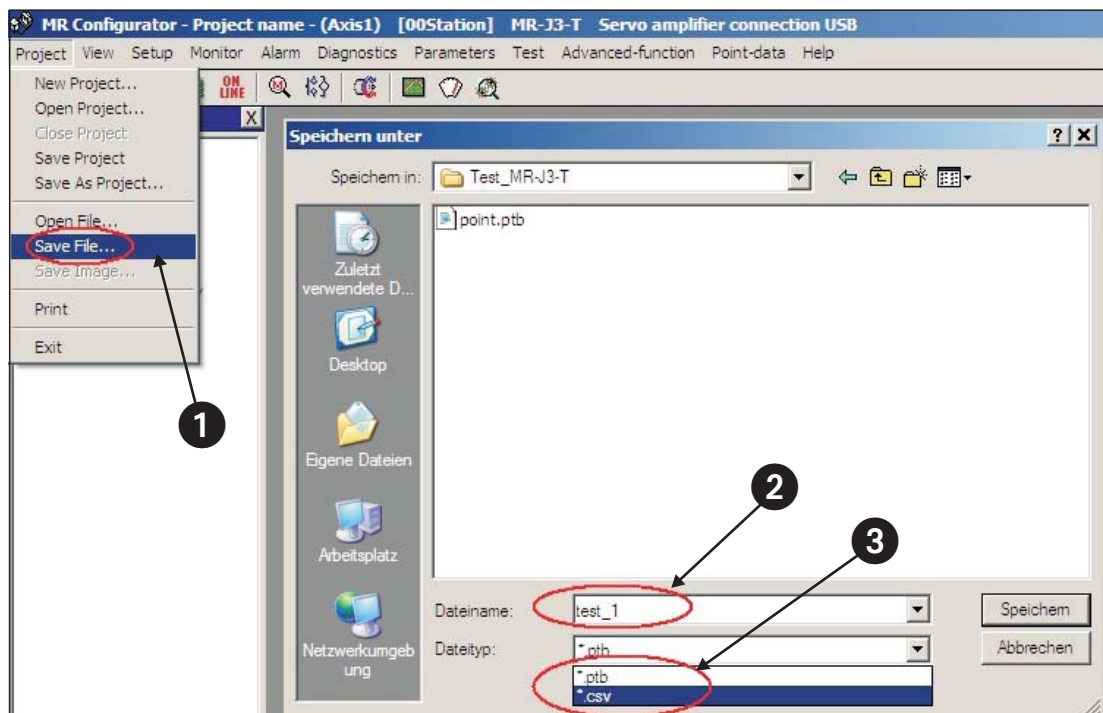 MR Configurator - Project name - (Axis1) [00Station] MR-J3-T Servo amplifier connection USB
Project View Setup Monitor Alarm Diagnostics Parameters Test Advanced-function Point-data Help
ON LINE
New Project...
Open Project...
Close Project
Save Project
Save As Project...
Open File...
Save File...
Save Image...
Print
Exit
1
Speichern unter
Speichern in: Test_MR-J3-T
point.ptb
Zuletzt
verwendete D...
Desktop
Eigene Dateien
Arbeitsplatz
Netzwerkumgeb
ung
2
3
Dateiname: test_1 Speichern
Dateityp: *.ptb Abbrechen
*.ptb
*.csv